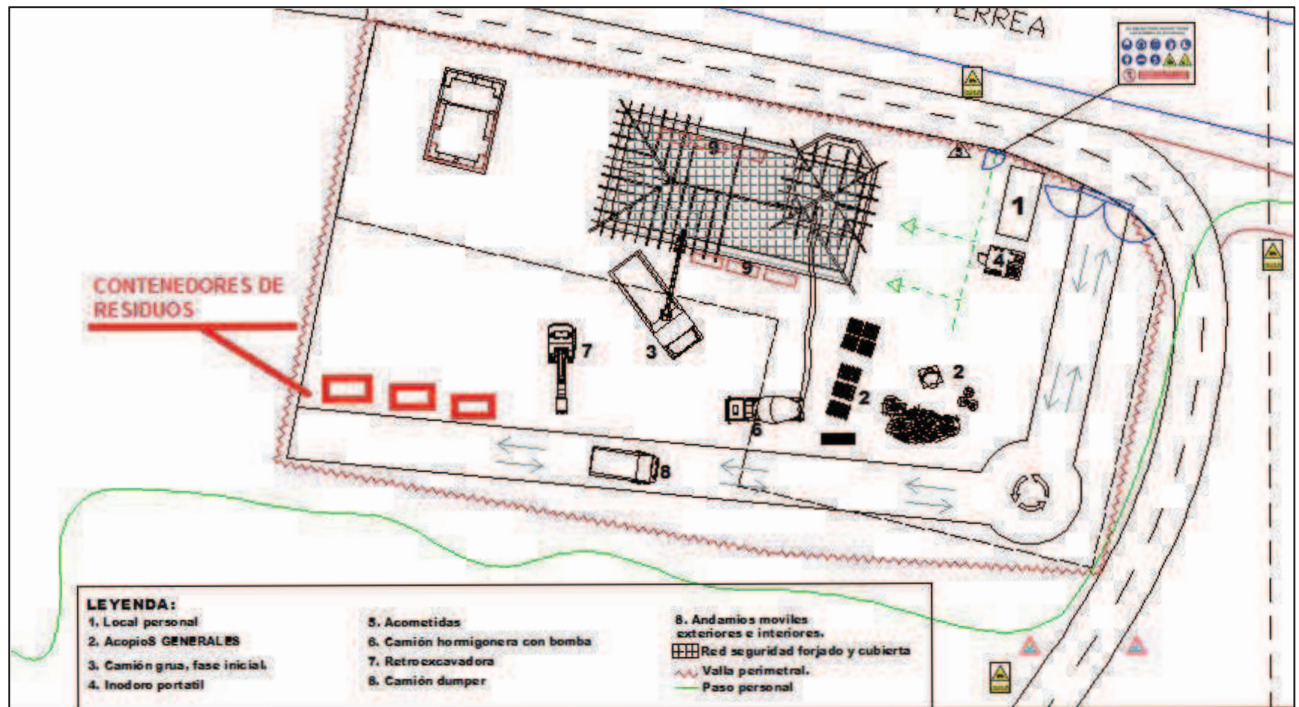 FERREA
9
1
4
9
CONTENEDORES DE
RESIDUOS
7
3
2
2
6
8
LEYENDA:
1. Local personal
2. AcopioS GENERALES
3. Camión grua, fase inicial.
4. Inodoro portatil
5. Acometidas
6. Camión hormigonera con bomba
7. Retroexcavadora
8. Camión dumper
8. Andamios moviles
exteriores e interiores.
Red seguridad forjado y cubierta
Valla perimetral.
Paso personal